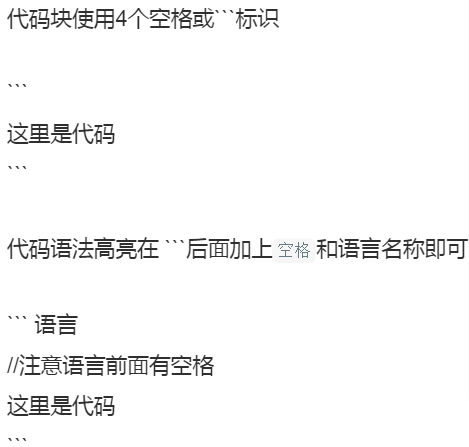 代码块使用4个空格或```标识
```
这里是代码
```
代码语法高亮在 ```后面加上 空格 和语言名称即可
``` 语言
//注意语言前面有空格
这里是代码
```